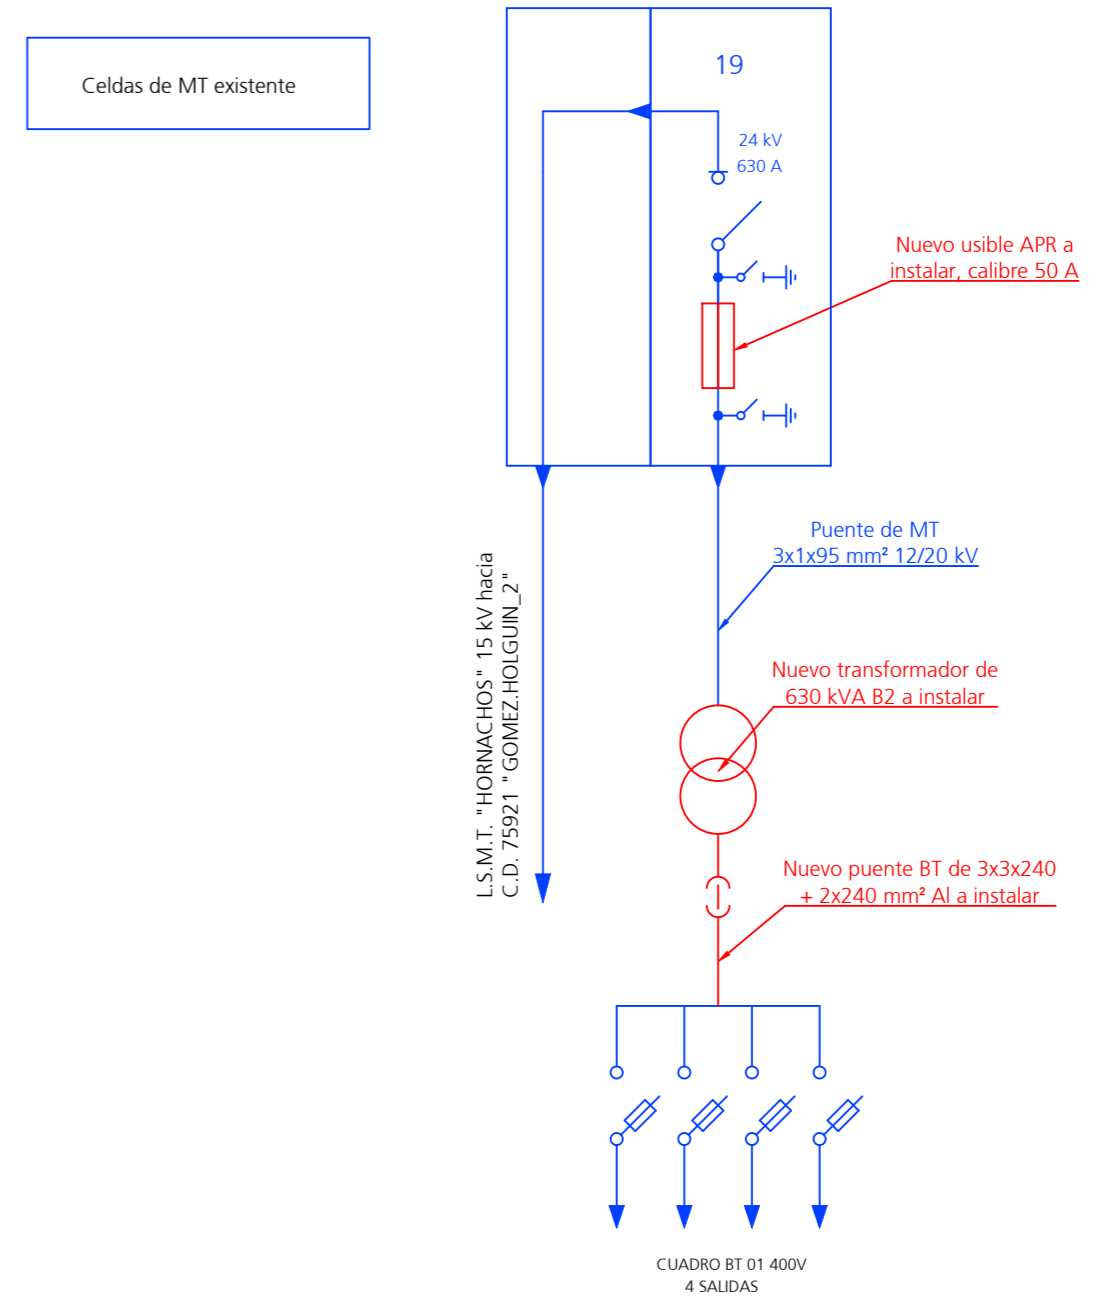 Celdas de MT existente
19
24 kV
630 A
Nuevo usible APR a
instalar, calibre 50 A
Puente de MT
3x1x95 mm² 12/20 kV
L.S.M.T. "HORNACHOS" 15 kV hacia
C.D. 75921 " GOMEZ.HOLGUIN_2"
Nuevo transformador de
630 kVA B2 a instalar
Nuevo puente BT de 3x3x240
+ 2x240 mm² Al a instalar
CUADRO BT 01 400V
4 SALIDAS